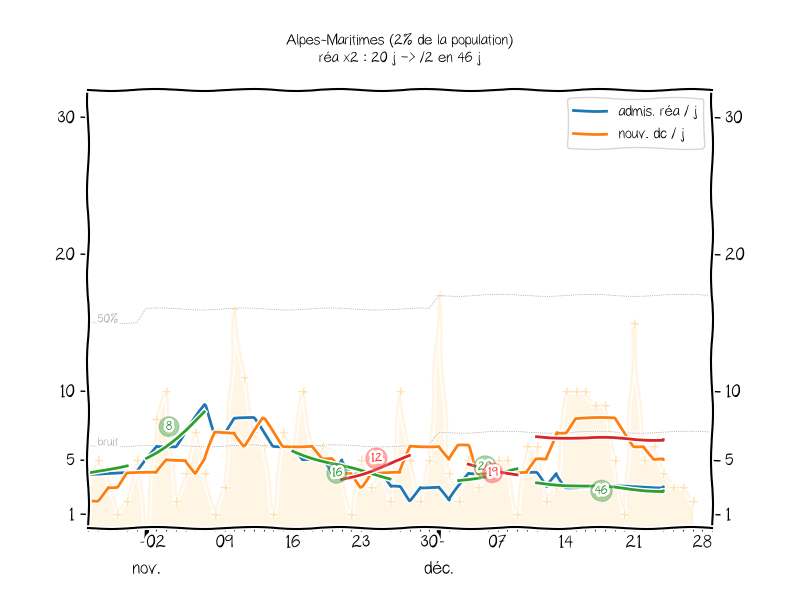 Alpes-Maritimes (2% de la population)
réa x2 : 20 j -> /2 en 46 j
admis. réa / j
nouv. dc / j
30 30
20 20
50%
10 10
8
bruit
12
5 5
16 19
46
1 1
02 09 16 23 30 07 14 21 28
nov. déc.